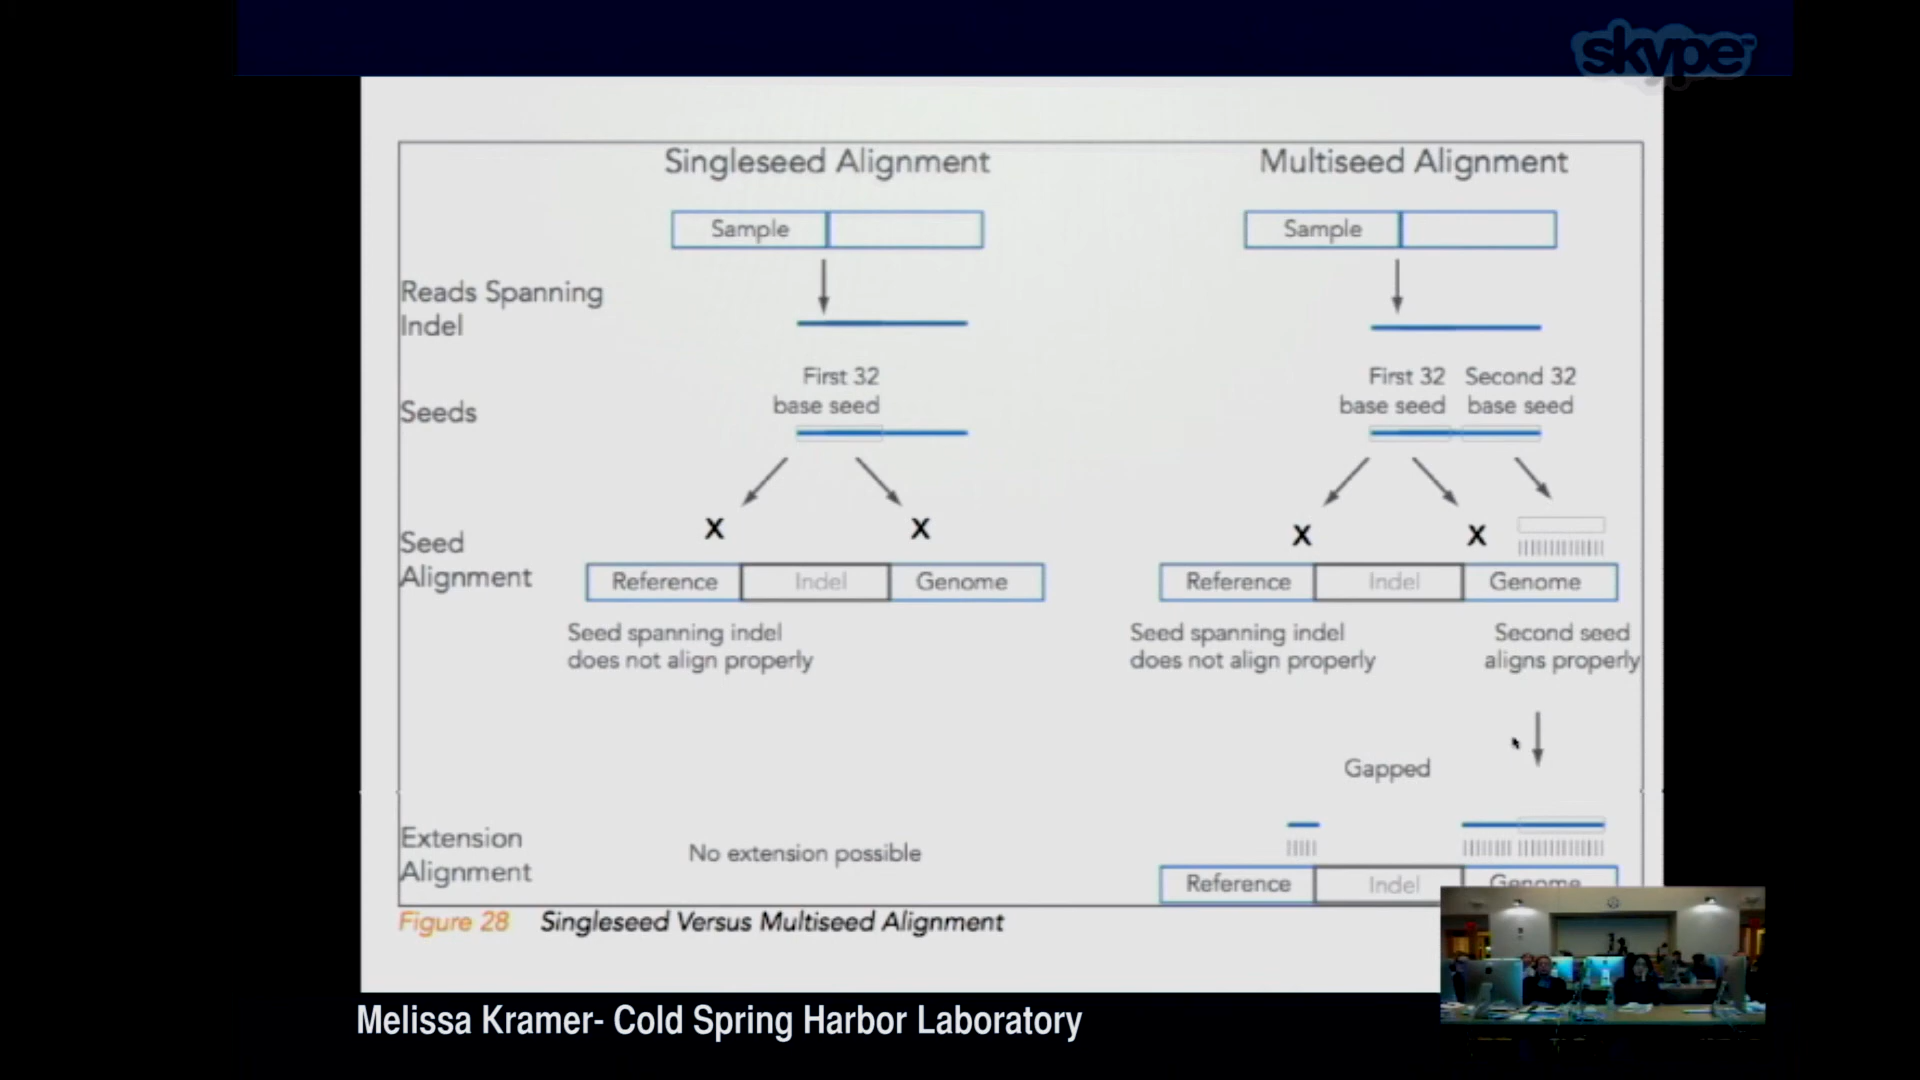 skype
Singleseed Alignment
Multiseed Alignment
Sample
Sample
Reads Spanning
Indel
First 32
base seed
First 32
base seed
Second 32
base seed
Seeds
X
X
X
X
Seed
Alignment
Reference
Indel
Genome
Reference
Indel
Genome
Seed spanning indel
does not align properly
Seed spanning indel
does not align properly
Second seed
aligns properly
Gapped
Extension
Alignment
No extension possible
Reference
Indel
Genome
Figure 28 Singleseed Versus Multiseed Alignment
Melissa Kramer- Cold Spring Harbor Laboratory